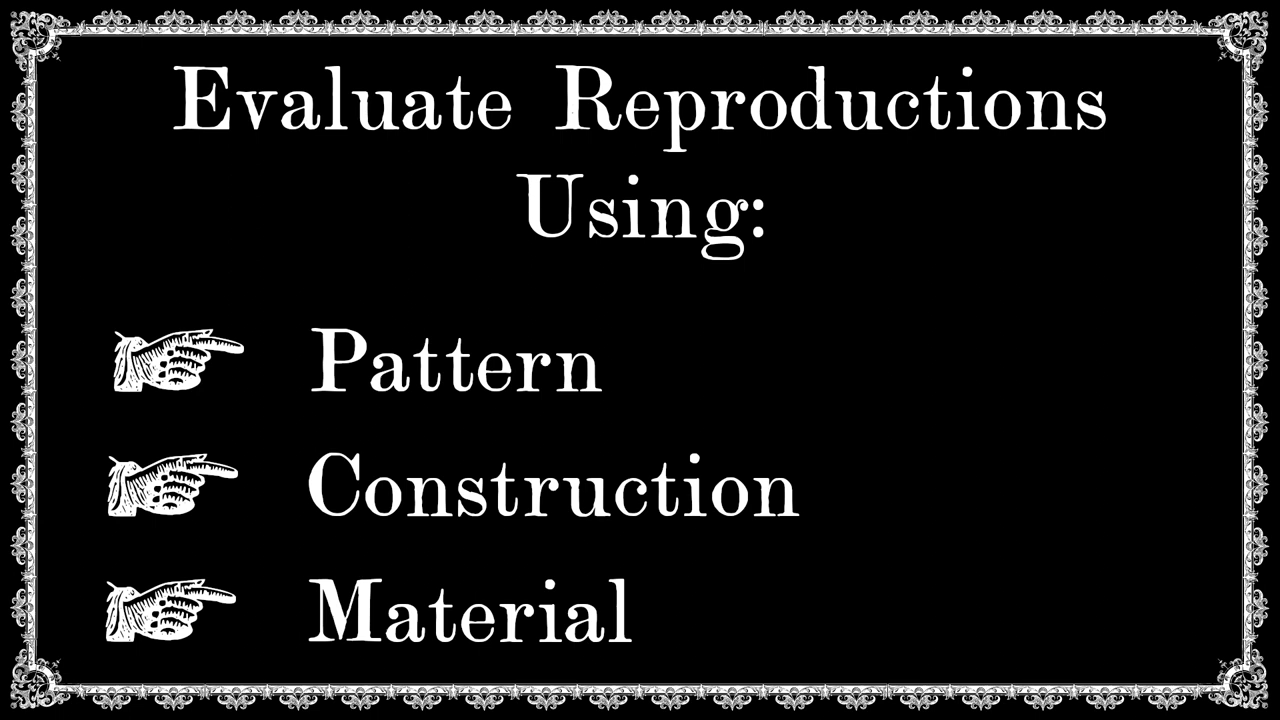 Evaluate Reproductions
Using:
Pattern
Construction
Material